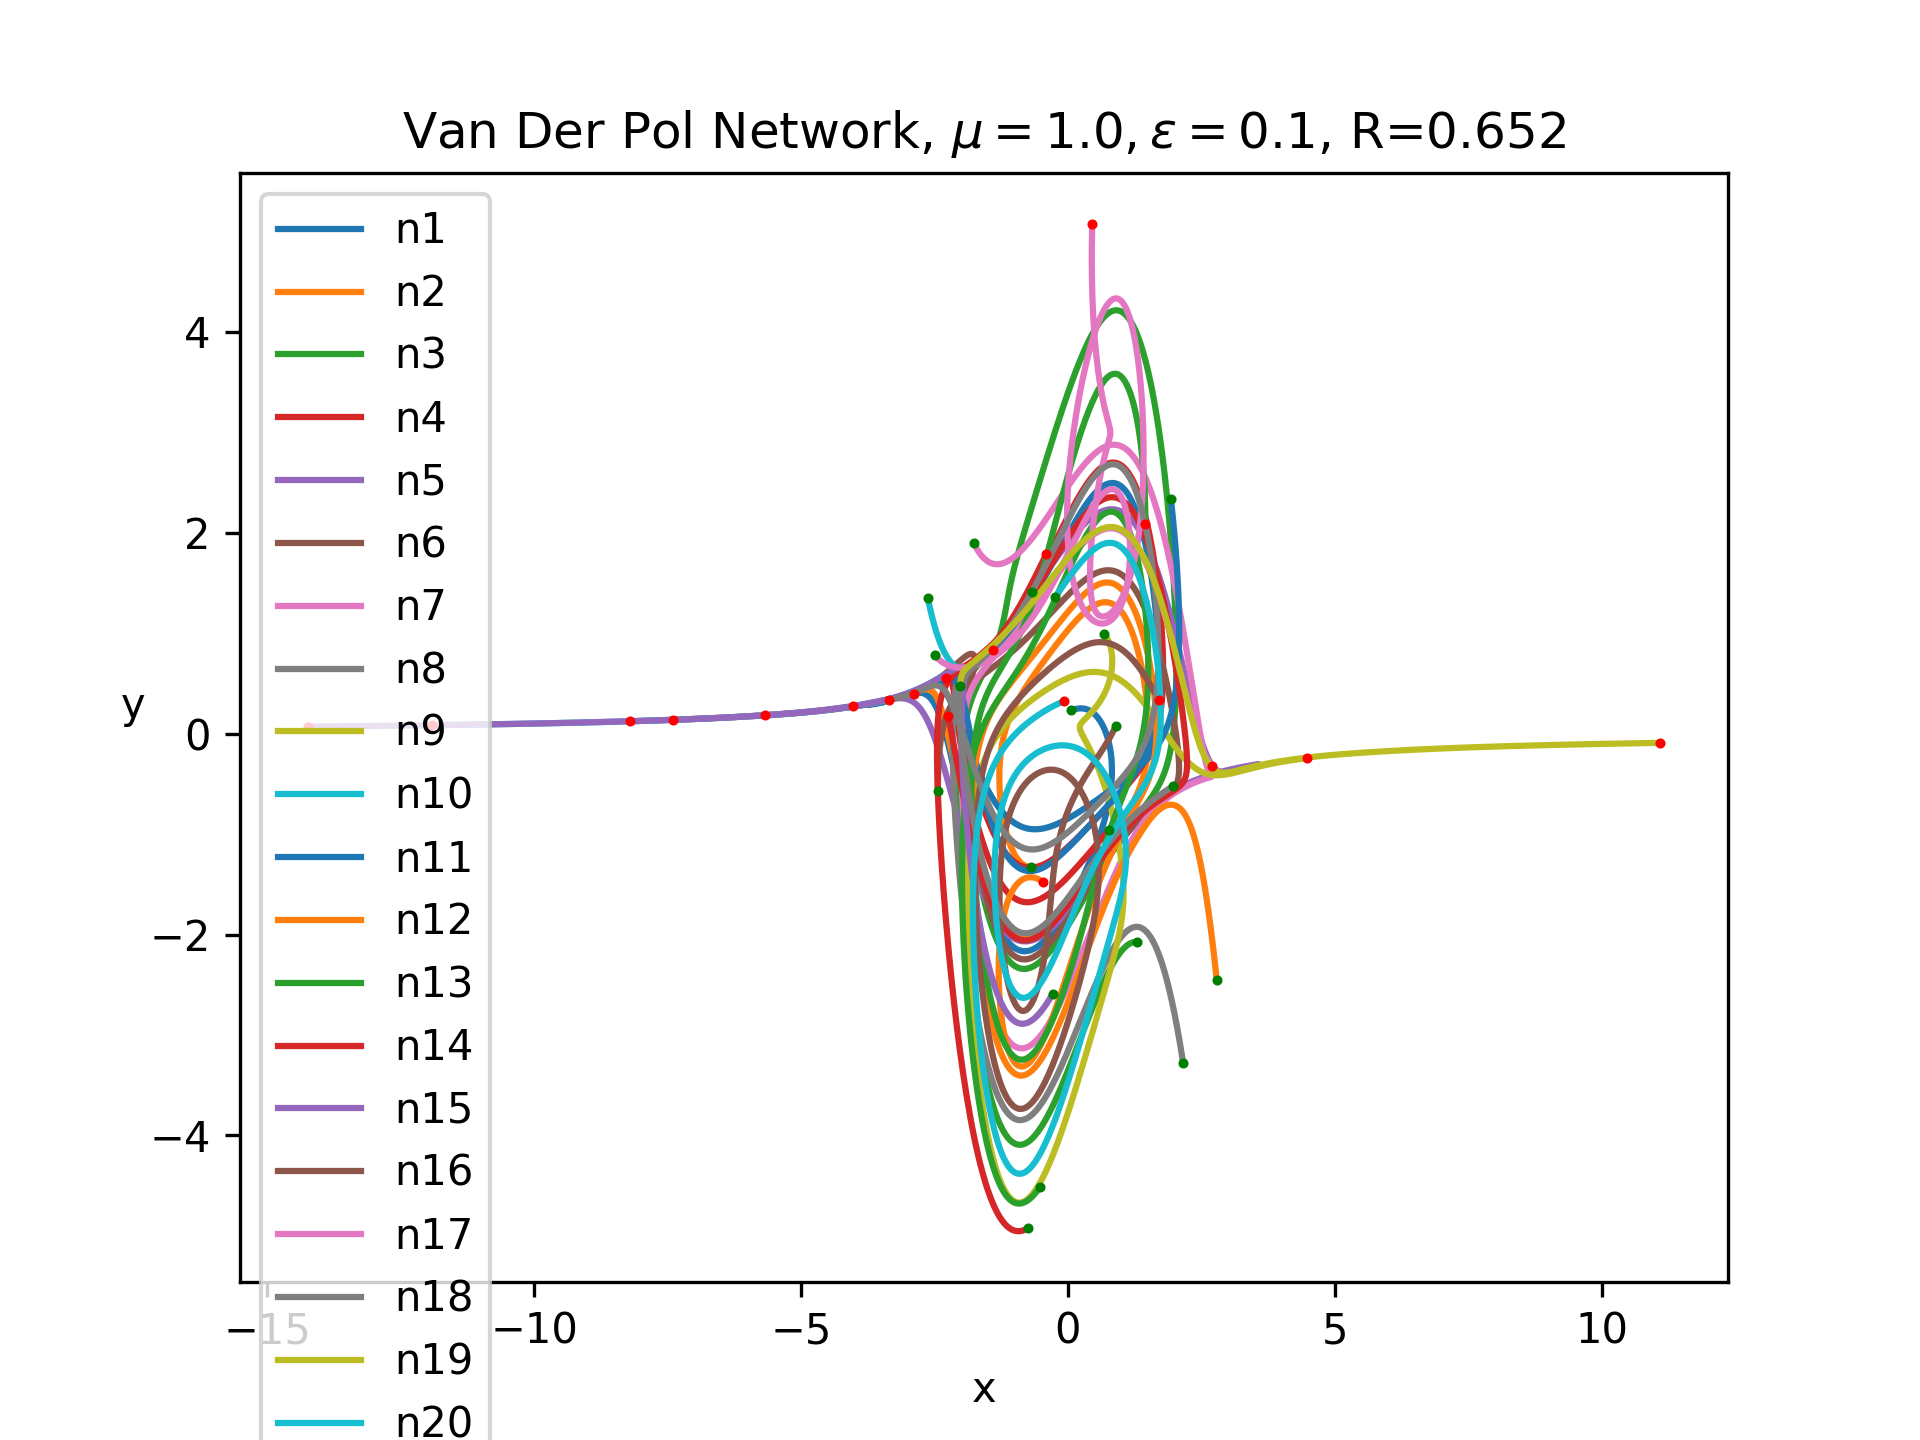 Van Der Pol Network, μ = 1.0, ε = 0.1, R=0.652
n1
n2
n3
n4
n5
n6
n7
n8
n9
n10
n11
n12
n13
n14
n15
n16
n17
n18
n19
n20
y
4
2
0
−2
−4
−15 −10 −5 0 5 10
x